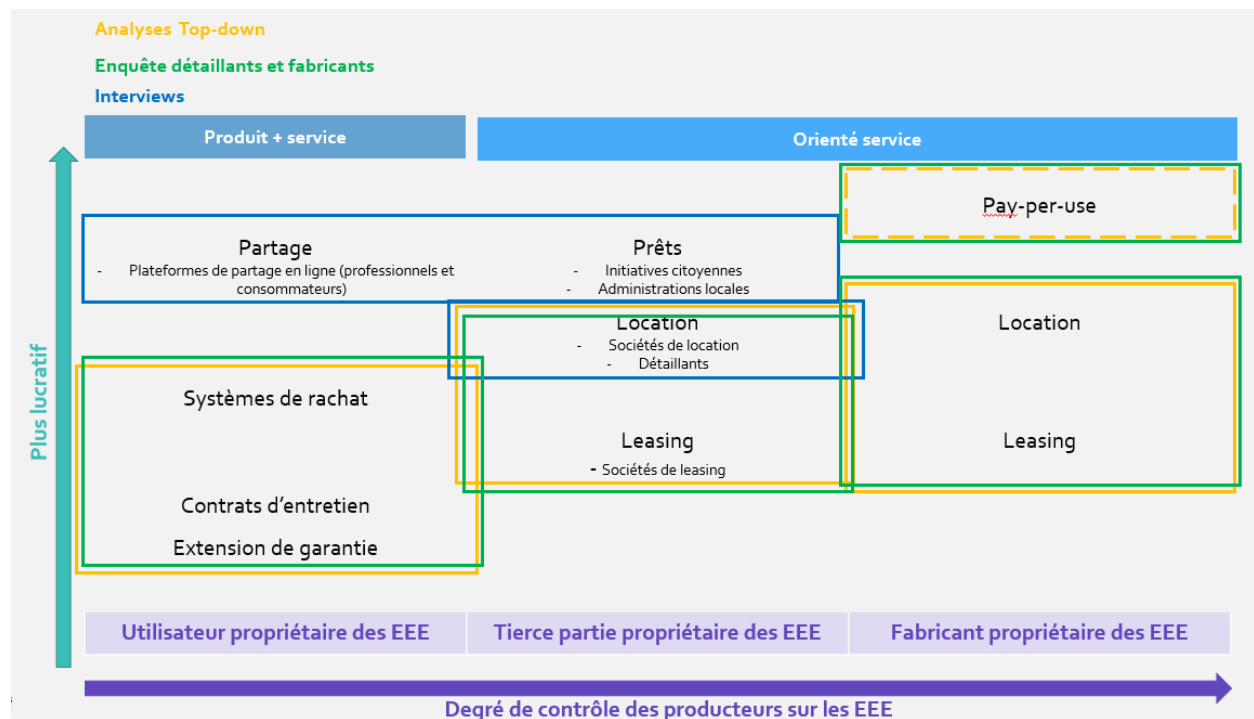 Analyses Top-down
Enquête détaillants et fabricants
Interviews
Produit + service
Orienté service
Pay-per-use
Partage
- Plateformes de partage en ligne (professionnels et
consommateurs)
Prêts
- Initiatives citoyennes
- Administrations locales
Location
- Sociétés de location
- Détaillants
Location
Systèmes de rachat
Leasing
- Sociétés de leasing
Leasing
Contrats d'entretien
Extension de garantie
Plus lucratif
Utilisateur propriétaire des EEE
Tierce partie propriétaire des EEE
Fabricant propriétaire des EEE
Degré de contrôle des producteurs sur les EEE